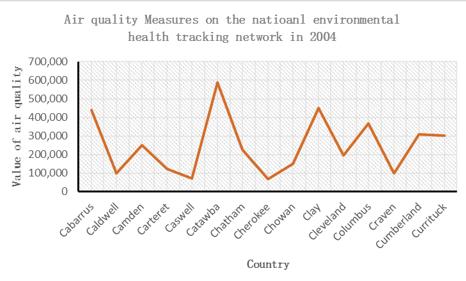 Air quality Measures on the natioanl environmental
health tracking network in 2004
Value of air quality
700,000
600,000
500,000
400,000
300,000
200,000
100,000
0
Cabarrus
Caldwell
Camden
Carteret
Caswell
Catawba
Chatham
Cherokee
Chowan
Clay
Cleveland
Columbus
Craven
Cumberland
Currituck
Country